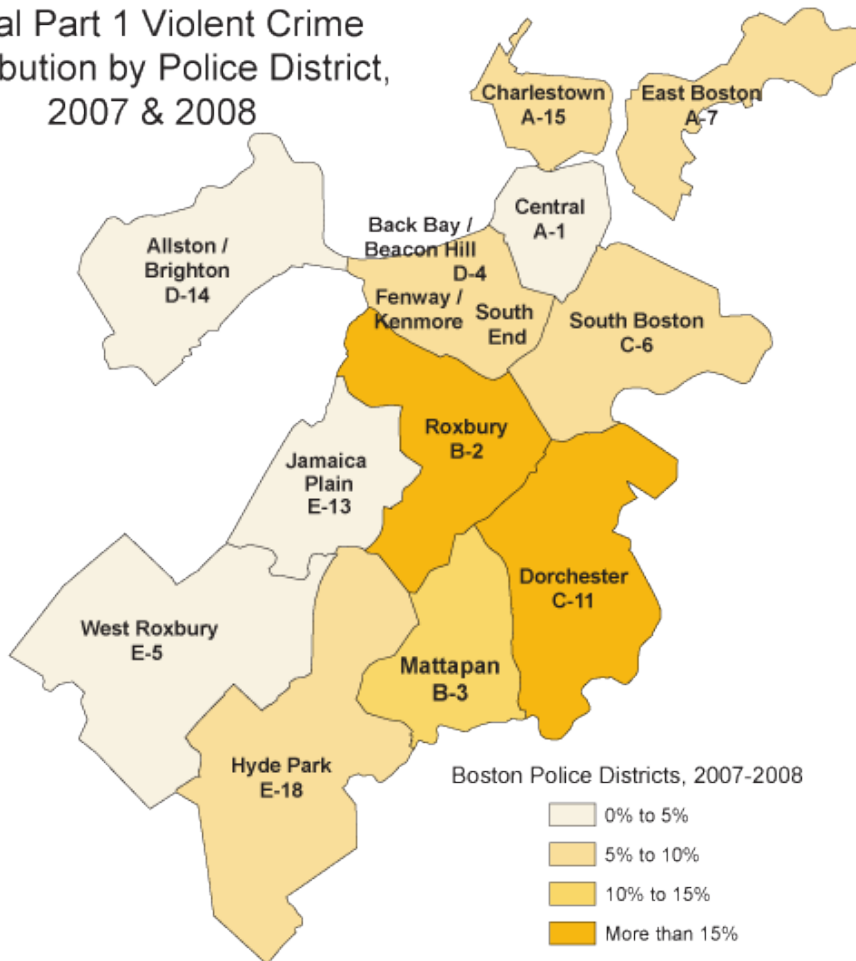 Part 1 Violent Crime
by Police District,
2007 & 2008
Charlestown
A-15
East Boston
A-7
Central
A-1
Back Bay /
Beacon Hill
D-4
Allston /
Brighton
D-14
Fenway /
Kenmore
South
End
South Boston
C-6
Roxbury
B-2
Jamaica
Plain
E-13
Dorchester
C-11
West Roxbury
E-5
Mattapan
B-3
Hyde Park
E-18
Boston Police Districts, 2007-2008
0% to 5%
5% to 10%
10% to 15%
More than 15%